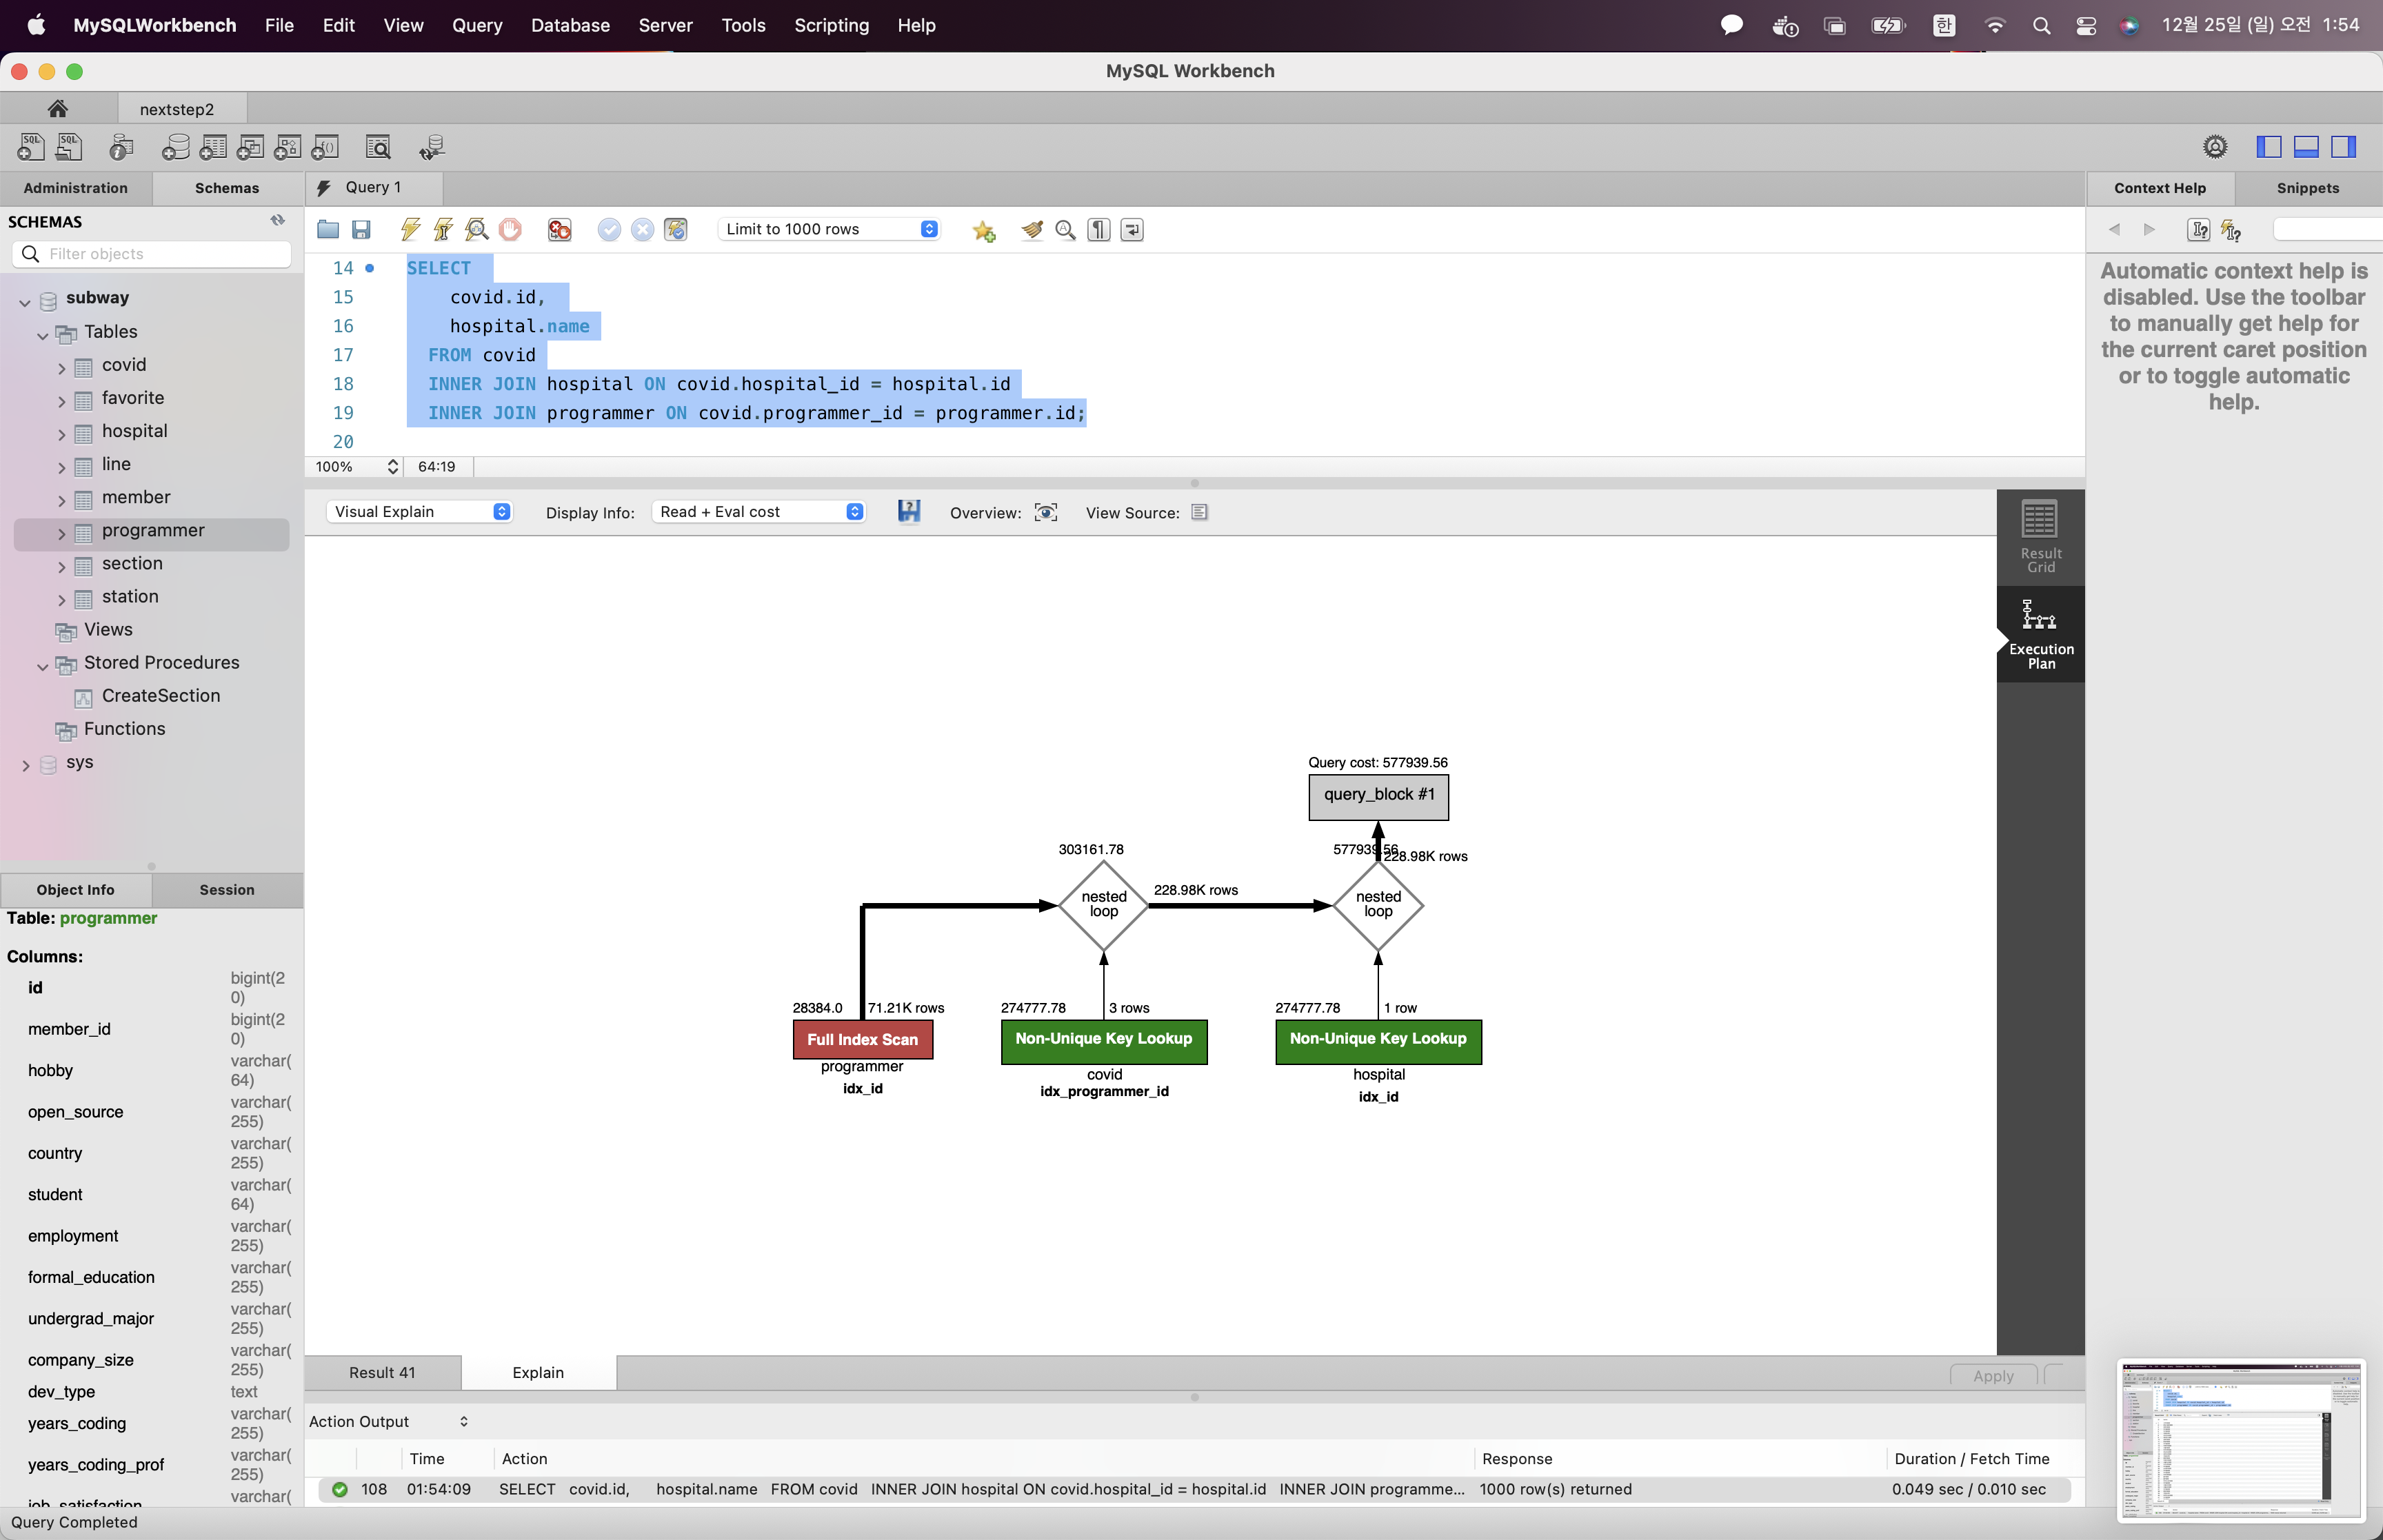 MySQLWorkbench File Edit View Query Database Server Tools Scripting Help 한 12월 25일 (일) 오전 1:54
MySQL Workbench
nextstep2
SQL SQL
Administration Schemas Query 1 Context Help Snippets
SCHEMAS
Filter objects
Limit to 1000 rows
subway
Tables
covid
favorite
hospital
line
member
programmer
section
station
Views
Stored Procedures
CreateSection
Functions
sys
14 SELECT
15 covid.id,
16 hospital.name
17 FROM covid
18 INNER JOIN hospital ON covid.hospital_id = hospital.id
19 INNER JOIN programmer ON covid.programmer_id = programmer.id;
20
100% 64:19
Automatic context help is
disabled. Use the toolbar
to manually get help for
the current caret position
or to toggle automatic
help.
Visual Explain Display Info: Read + Eval cost Overview: View Source:
Result
Grid
Execution
Plan
Query cost: 577939.56
query_block #1
303161.78
577939.56
228.98K rows
nested
loop
228.98K rows
nested
loop
28384.0 71.21K rows
274777.78 3 rows
274777.78 1 row
Full Index Scan
programmer
idx_id
Non-Unique Key Lookup
covid
idx_programmer_id
Non-Unique Key Lookup
hospital
idx_id
Object Info Session
Table: programmer
Columns:
id bigint(2
0)
member_id bigint(2
0)
hobby varchar(
64)
open_source varchar(
255)
country varchar(
255)
student varchar(
64)
employment varchar(
255)
formal_education varchar(
255)
undergrad_major varchar(
255)
company_size varchar(
255)
dev_type text
years_coding varchar(
255)
years_coding_prof varchar(
255)
job_satisfaction varchar(
Result 41 Explain Apply
Action Output
Time Action Response Duration / Fetch Time
108 01:54:09 SELECT covid.id, hospital.name FROM covid INNER JOIN hospital ON covid.hospital_id = hospital.id INNER JOIN programme... 1000 row(s) returned 0.049 sec / 0.010 sec
Query Completed